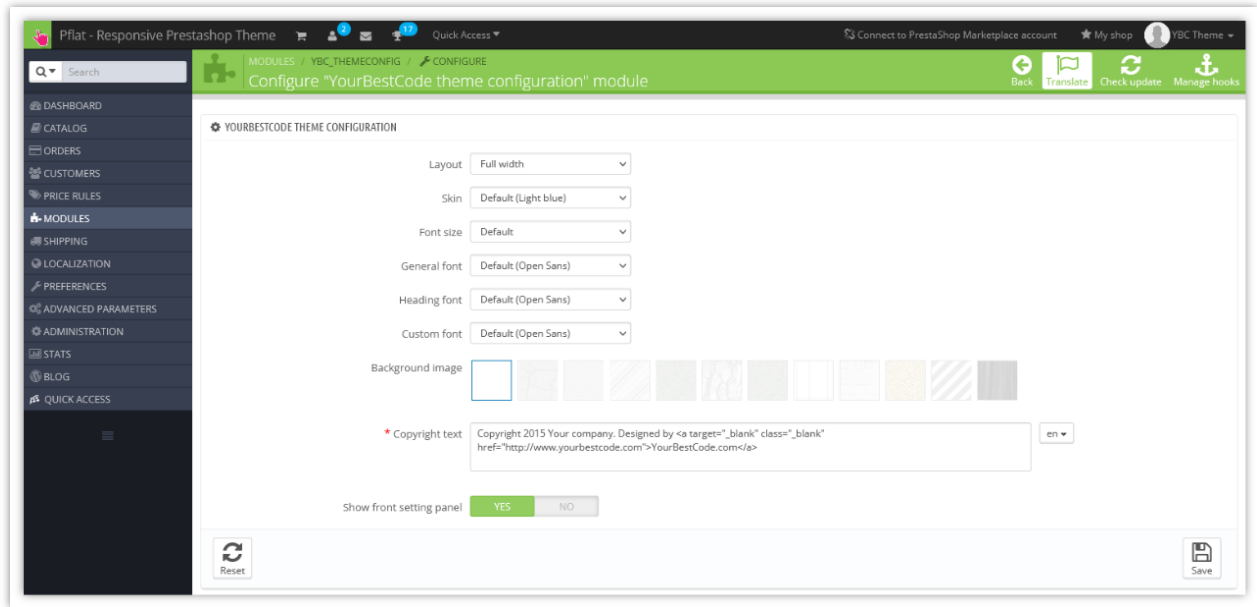 Pflat - Responsive Prestashop Theme 2 17 Quick Access Connect to PrestaShop Marketplace account My shop YBC Theme
Search
MODULES / YBC_THEMECONFIG / CONFIGURE
Configure "YourBestCode theme configuration" module
Back Translate Check update Manage hooks
DASHBOARD
CATALOG
ORDERS
CUSTOMERS
PRICE RULES
MODULES
SHIPPING
LOCALIZATION
PREFERENCES
ADVANCED PARAMETERS
ADMINISTRATION
STATS
BLOG
QUICK ACCESS
YOURBESTCODE THEME CONFIGURATION
Layout Full width
Skin Default (Light blue)
Font size Default
General font Default (Open Sans)
Heading font Default (Open Sans)
Custom font Default (Open Sans)
Background image
* Copyright text Copyright 2015 Your company. Designed by <a target="_blank" class="_blank" en
href="http://www.yourbestcode.com">YourBestCode.com</a>
Show front setting panel YES NO
Reset Save